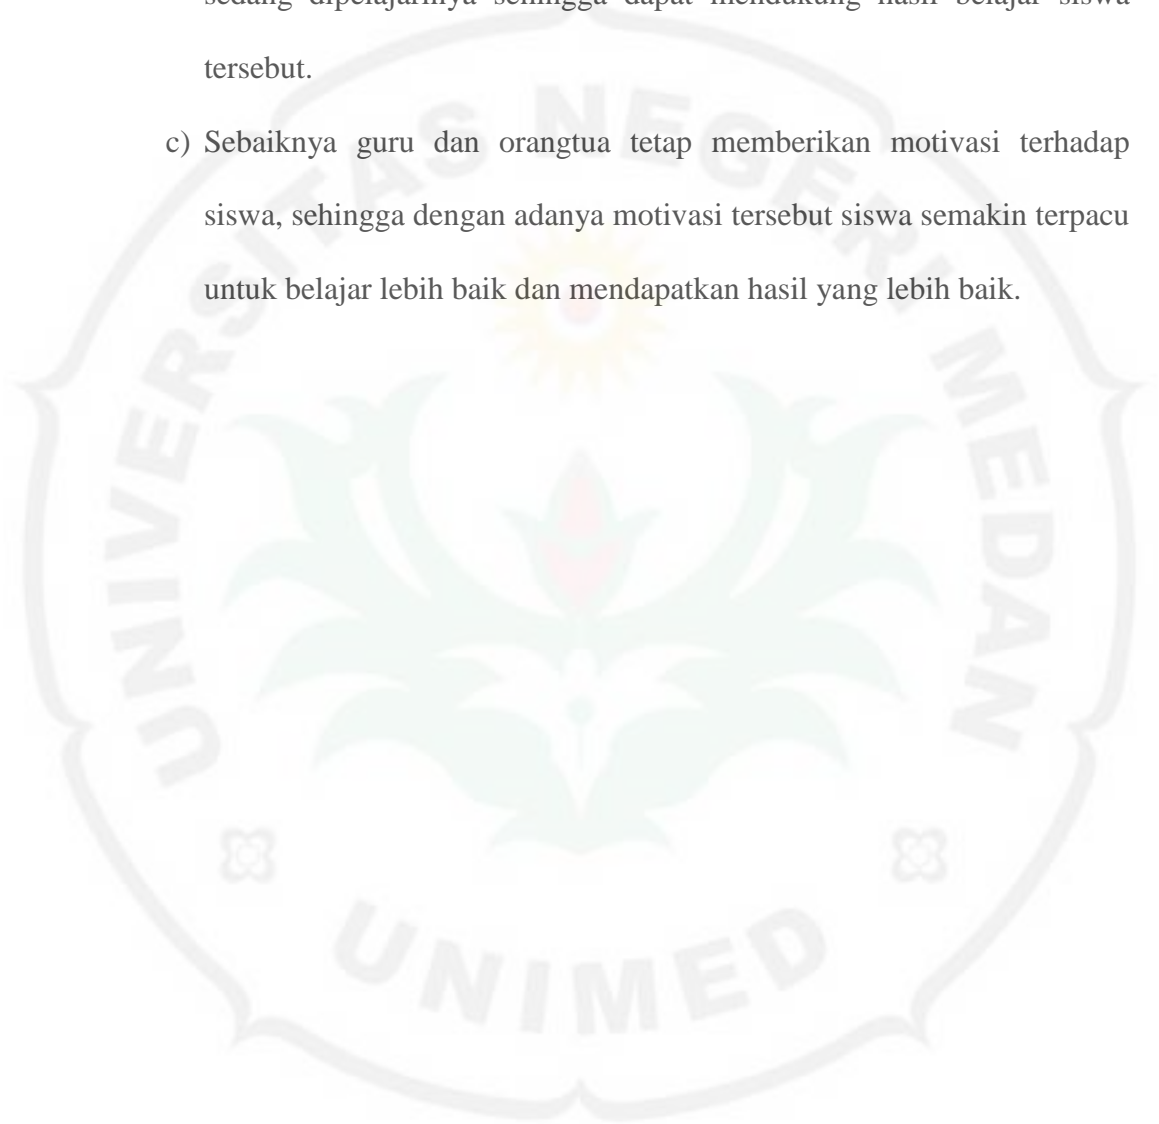 sedang dipelajarinya sehingga dapat mendukung hasil belajar siswa
tersebut.
c) Sebaiknya guru dan orangtua tetap memberikan motivasi terhadap
siswa, sehingga dengan adanya motivasi tersebut siswa semakin terpacu
untuk belajar lebih baik dan mendapatkan hasil yang lebih baik.
UNIVERSITAS NEGERI MEDAN
UNIMED